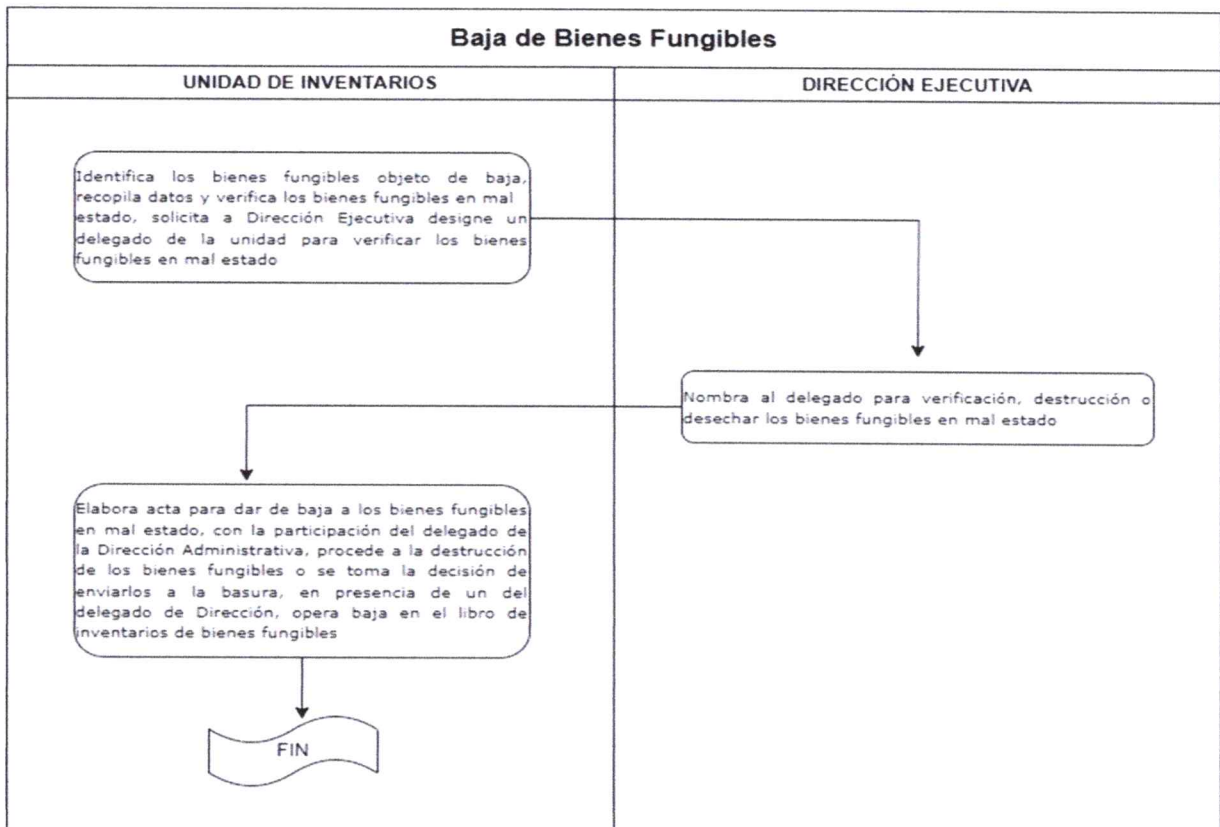 Baja de Bienes Fungibles
UNIDAD DE INVENTARIOS
DIRECCIÓN EJECUTIVA
Identifica los bienes fungibles objeto de baja,
recopila datos y verifica los bienes fungibles en mal
estado, solicita a Dirección Ejecutiva designe un
delegado de la unidad para verificar los bienes
fungibles en mal estado
Nombra al delegado para verificación, destrucción o
desechar los bienes fungibles en mal estado
Elabora acta para dar de baja a los bienes fungibles
en mal estado, con la participación del delegado de
la Dirección Administrativa, procede a la destrucción
de los bienes fungibles o se toma la decisión de
enviarlos a la basura, en presencia de un del
delegado de Dirección, opera baja en el libro de
inventarios de bienes fungibles
FIN